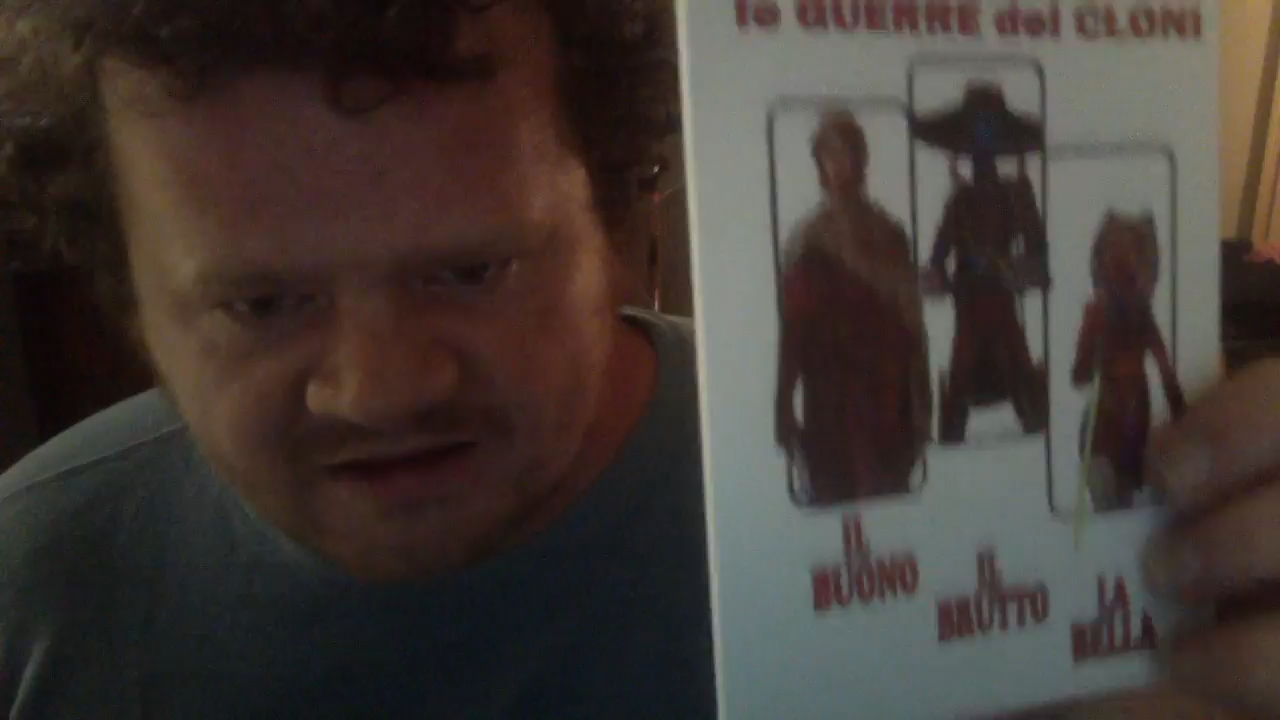 le GUERRE dei CLONI
IL
BUONO
IL
BRUTTO
LA
BELLA